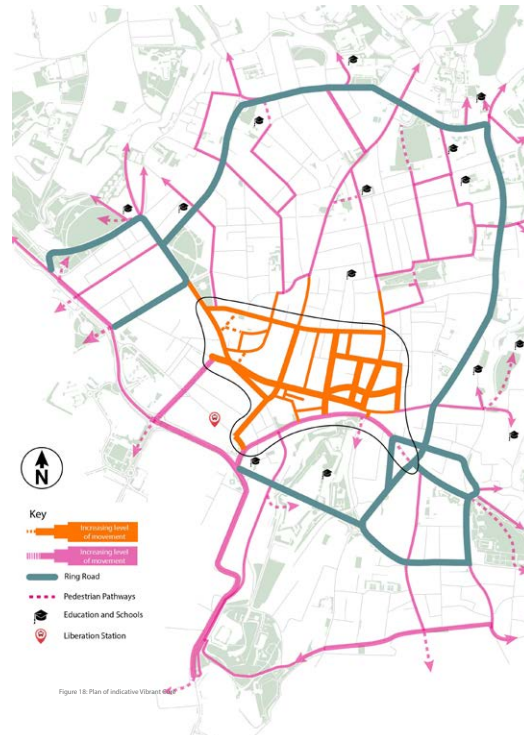 N
Key
Increasing level
of movement
Increasing level
of movement
Ring Road
Pedestrian Pathways
Education and Schools
Liberation Station
Figure 18: Plan of indicative Vibrant